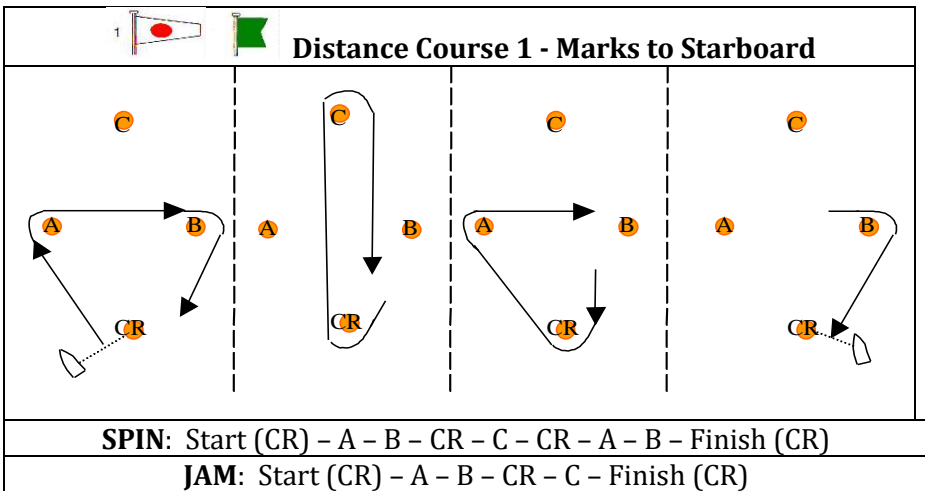 1
Distance Course 1 - Marks to Starboard
C
A
B
CR
C
A
B
CR
C
A
B
CR
C
A
B
CR
SPIN: Start (CR) – A – B – CR – C – CR – A – B – Finish (CR)
JAM: Start (CR) – A – B – CR – C – Finish (CR)